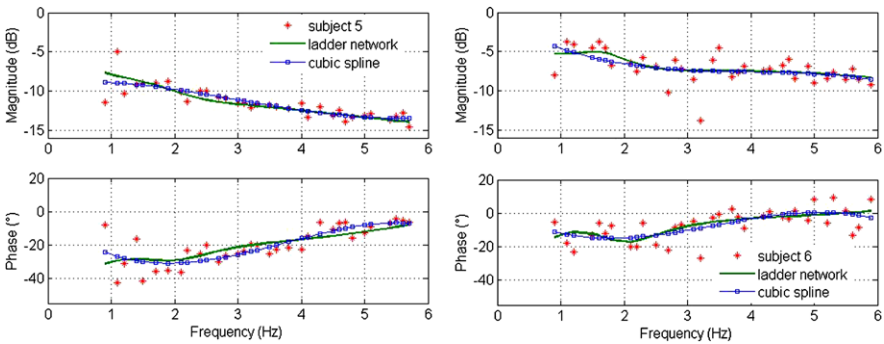 0
-5
-10
-15
Magnitude (dB)
subject 5
ladder network
cubic spline
0 1 2 3 4 5 6
20
0
-20
-40
Phase (°)
0 1 2 3 4 5 6
Frequency (Hz)
0
-5
-10
-15
Magnitude (dB)
0 1 2 3 4 5 6
20
0
-20
-40
Phase (°)
subject 6
ladder network
cubic spline
0 1 2 3 4 5 6
Frequency (Hz)